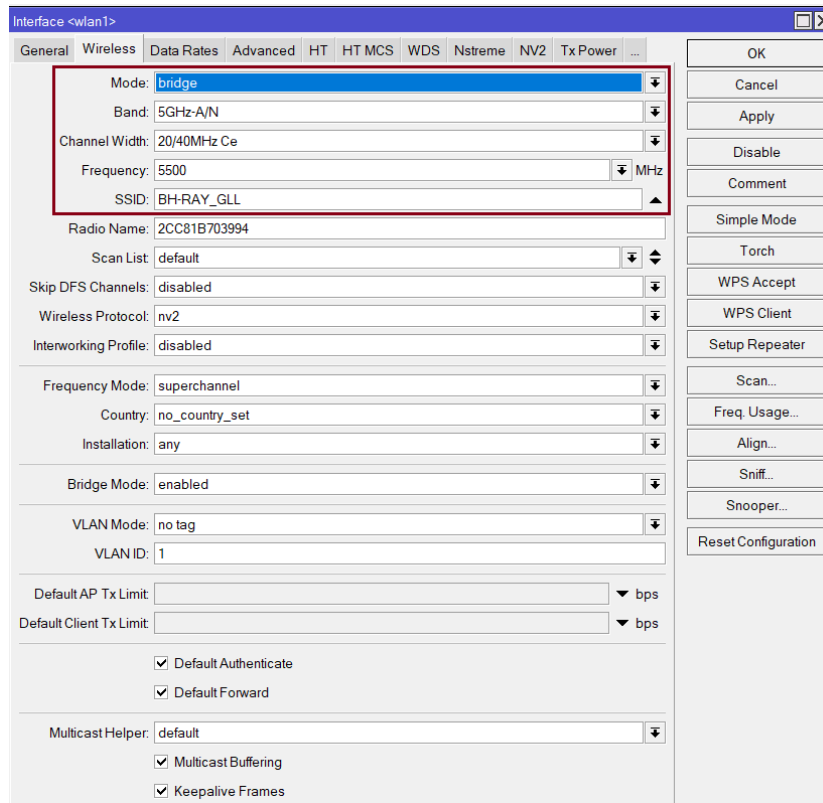 Interface <wlan1>
General Wireless Data Rates Advanced HT HT MCS WDS Nstreme NV2 Tx Power ...
OK
Mode: bridge
Cancel
Band: 5GHz-A/N
Apply
Channel Width: 20/40MHz Ce
Disable
Frequency: 5500 MHz
Comment
SSID: BH-RAY_GLL
Simple Mode
Radio Name: 2CC81B703994
Torch
Scan List: default
WPS Accept
Skip DFS Channels: disabled
WPS Client
Wireless Protocol: nv2
Setup Repeater
Interworking Profile: disabled
Scan...
Frequency Mode: superchannel
Freq. Usage...
Country: no_country_set
Align...
Installation: any
Sniff...
Bridge Mode: enabled
Snooper...
VLAN Mode: no tag
Reset Configuration
VLAN ID: 1
Default AP Tx Limit: bps
Default Client Tx Limit: bps
Default Authenticate
Default Forward
Multicast Helper: default
Multicast Buffering
Keepalive Frames